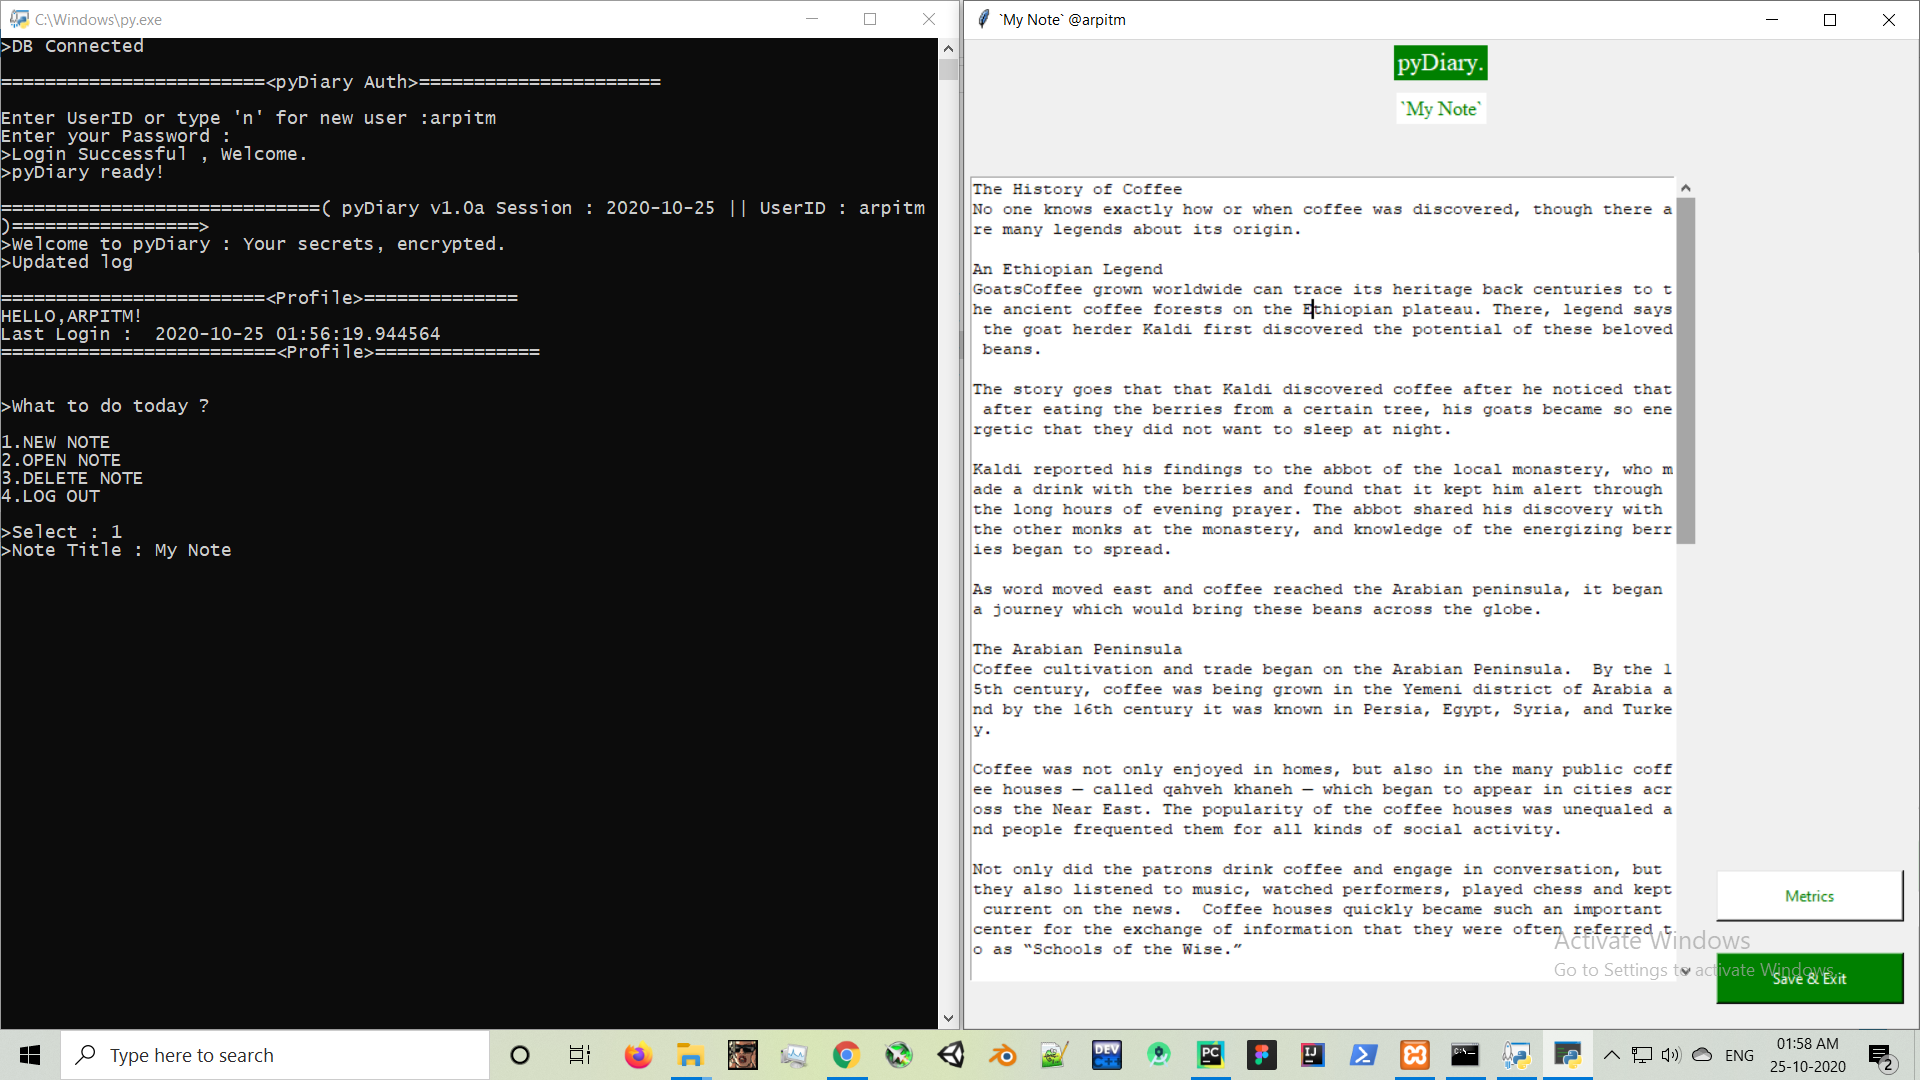 C:\Windows\py.exe
>DB Connected
========================<pyDiary Auth>======================
Enter UserID or type 'n' for new user :arpitm
Enter your Password :
>Login Successful , Welcome.
>pyDiary ready!
=============================( pyDiary v1.0a Session : 2020-10-25 || UserID : arpitm
)=================>
>Welcome to pyDiary : Your secrets, encrypted.
>Updated log
========================<Profile>==============
HELLO,ARPITM!
Last Login :  2020-10-25 01:56:19.944564
=========================<Profile>===============
>What to do today ?
1.NEW NOTE
2.OPEN NOTE
3.DELETE NOTE
4.LOG OUT
>Select : 1
>Note Title : My Note
`My Note` @arpitm
pyDiary.
`My Note`
The History of Coffee
No one knows exactly how or when coffee was discovered, though there a
re many legends about its origin.
An Ethiopian Legend
GoatsCoffee grown worldwide can trace its heritage back centuries to t
he ancient coffee forests on the Ethiopian plateau. There, legend says
 the goat herder Kaldi first discovered the potential of these beloved
 beans.
The story goes that that Kaldi discovered coffee after he noticed that
 after eating the berries from a certain tree, his goats became so ene
rgetic that they did not want to sleep at night.
Kaldi reported his findings to the abbot of the local monastery, who m
ade a drink with the berries and found that it kept him alert through
the long hours of evening prayer. The abbot shared his discovery with
the other monks at the monastery, and knowledge of the energizing berr
ies began to spread.
As word moved east and coffee reached the Arabian peninsula, it began
a journey which would bring these beans across the globe.
The Arabian Peninsula
Coffee cultivation and trade began on the Arabian Peninsula.  By the 1
5th century, coffee was being grown in the Yemeni district of Arabia a
nd by the 16th century it was known in Persia, Egypt, Syria, and Turke
y.
Coffee was not only enjoyed in homes, but also in the many public coff
ee houses — called qahveh khaneh — which began to appear in cities acr
oss the Near East. The popularity of the coffee houses was unequaled a
nd people frequented them for all kinds of social activity.
Not only did the patrons drink coffee and engage in conversation, but
they also listened to music, watched performers, played chess and kept
 current on the news.  Coffee houses quickly became such an important
center for the exchange of information that they were often referred t
o as “Schools of the Wise.”
Metrics
Activate Windows
Go to Settings to activate Windows.
Save & Exit
Type here to search
DEV
C++
PC
IJ
ENG
01:58 AM
25-10-2020
2